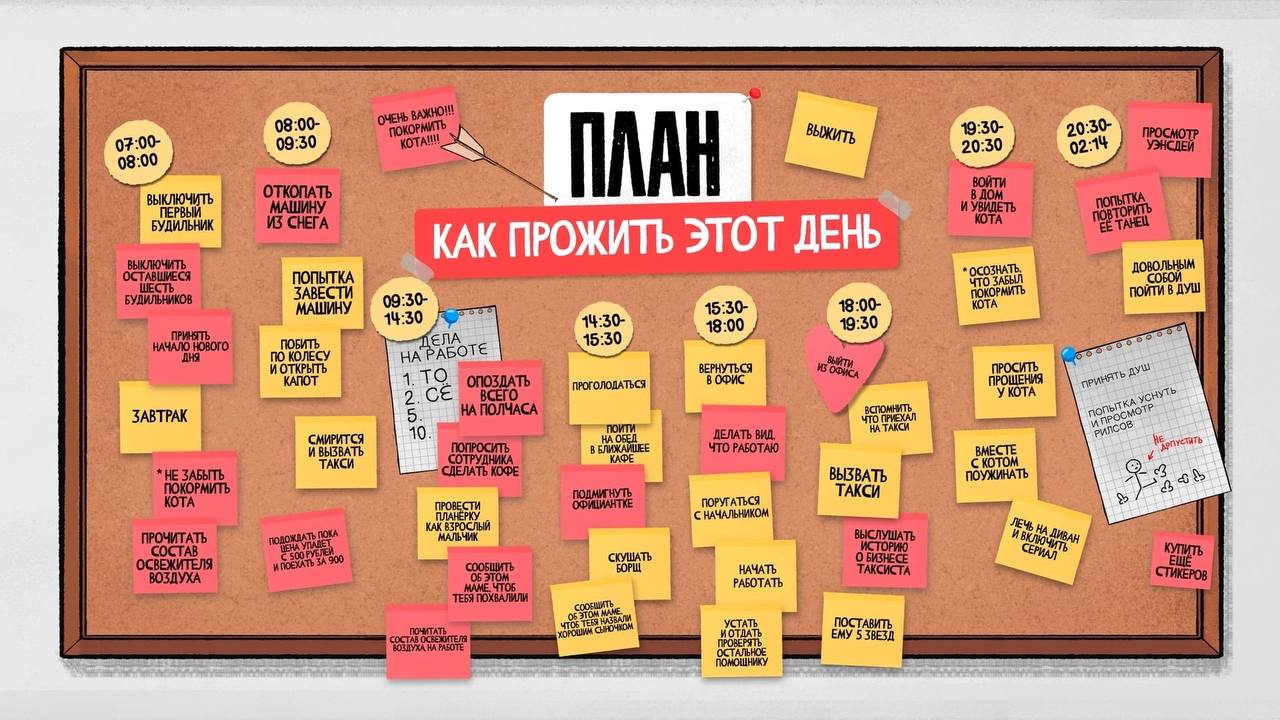 ПЛАН
КАК ПРОЖИТЬ ЭТОТ ДЕНЬ
ОЧЕНЬ ВАЖНО!!!
ПОКОРМИТЬ
КОТА!!!!
ВЫЖИТЬ
07:00-
08:00
ВЫКЛЮЧИТЬ
ПЕРВЫЙ
БУДИЛЬНИК
ВЫКЛЮЧИТЬ
ОСТАВШИЕСЯ
ШЕСТЬ
БУДИЛЬНИКОВ
ПРИНЯТЬ
НАЧАЛО НОВОГО
ДНЯ
ЗАВТРАК
* НЕ ЗАБЫТЬ
ПОКОРМИТЬ
КОТА
ПРОЧИТАТЬ
СОСТАВ
ОСВЕЖИТЕЛЯ
ВОЗДУХА
08:00-
09:30
ОТКОПАТЬ
МАШИНУ
ИЗ СНЕГА
ПОПЫТКА
ЗАВЕСТИ
МАШИНУ
ПОБИТЬ
ПО КОЛЕСУ
И ОТКРЫТЬ
КАПОТ
СМИРИТСЯ
И ВЫЗВАТЬ
ТАКСИ
ПОДОЖДАТЬ ПОКА
ЦЕНА УПАДЕТ
С 500 РУБЛЕЙ
И ПОЕХАТЬ ЗА 900
09:30-
14:30
ДЕЛА
НА РАБОТЕ
1. ТО
2. СЁ
5.
10.
ОПОЗДАТЬ
ВСЕГО
НА ПОЛЧАСА
ПОПРОСИТЬ
СОТРУДНИКА
СДЕЛАТЬ КОФЕ
ПРОВЕСТИ
ПЛАНЁРКУ
КАК ВЗРОСЛЫЙ
МАЛЬЧИК
СООБЩИТЬ
ОБ ЭТОМ
МАМЕ, ЧТОБ
ТЕБЯ ПОХВАЛИЛИ
ПОЧИТАТЬ
СОСТАВ ОСВЕЖИТЕЛЯ
ВОЗДУХА, НА РАБОТЕ
14:30-
15:30
ПРОГОЛОДАТЬСЯ
ПОЙТИ
НА ОБЕД
В БЛИЖАЙШЕЕ
КАФЕ
ПОДМИГНУТЬ
ОФИЦИАНТКЕ
СКУШАТЬ
БОРЩ
СООБЩИТЬ
ОБ ЭТОМ МАМЕ,
ЧТОБ ТЕБЯ НАЗВАЛИ
ХОРОШИМ СЫНОЧКОМ
15:30-
18:00
ВЕРНУТЬСЯ
В ОФИС
ДЕЛАТЬ ВИД,
ЧТО РАБОТАЮ
ПОРУГАТЬСЯ
С НАЧАЛЬНИКОМ
НАЧАТЬ
РАБОТАТЬ
УСТАТЬ
И ОТДАТЬ
ПРОВЕРЯТЬ
ОСТАЛЬНОЕ
ПОМОЩНИКУ
18:00-
19:30
ВЫЙТИ
ИЗ ОФИСА
ВСПОМНИТЬ
ЧТО ПРИЕХАЛ
НА ТАКСИ
ВЫЗВАТЬ
ТАКСИ
ВЫСЛУШАТЬ
ИСТОРИЮ
О БИЗНЕСЕ
ТАКСИСТА
ПОСТАВИТЬ
ЕМУ 5 ЗВЕЗД
19:30-
20:30
ВОЙТИ
В ДОМ
И УВИДЕТЬ
КОТА
* ОСОЗНАТЬ,
ЧТО ЗАБЫЛ
ПОКОРМИТЬ
КОТА
ПРОСИТЬ
ПРОЩЕНИЯ
У КОТА
ВМЕСТЕ
С КОТОМ
ПОУЖИНАТЬ
ЛЕЧЬ НА ДИВАН
И ВКЛЮЧИТЬ
СЕРИАЛ
20:30-
02:14
ПРОСМОТР
УЭНСДЕЙ
ПОПЫТКА
ПОВТОРИТЬ
ЕЁ ТАНЕЦ
ДОВОЛЬНЫМ
СОБОЙ
ПОЙТИ В ДУШ
ПРИНЯТЬ ДУШ
ПОПЫТКА УСНУТЬ
И ПРОСМОТР
РИЛСОВ
НЕ
ДОПУСТИТЬ
КУПИТЬ
ЕЩЁ
СТИКЕРОВ